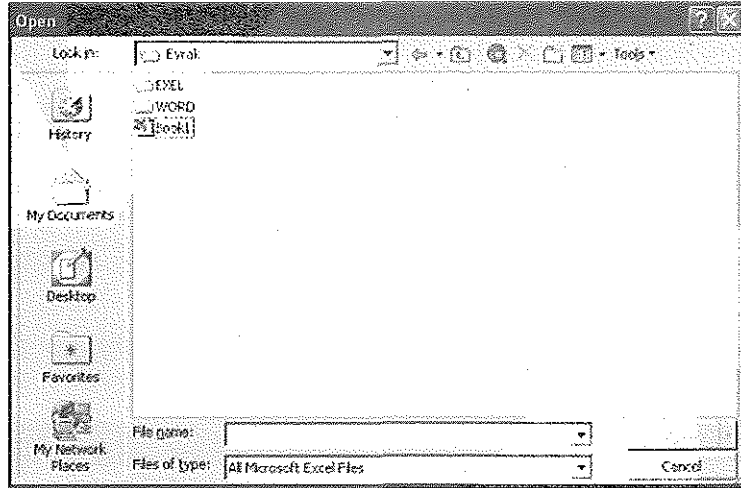 Open
Look in: Evrak Tools
EXEL
WORD
Book1
History
My Documents
Desktop
Favorites
My Network
Places
File name:
Files of type: All Microsoft Excel Files
Cancel